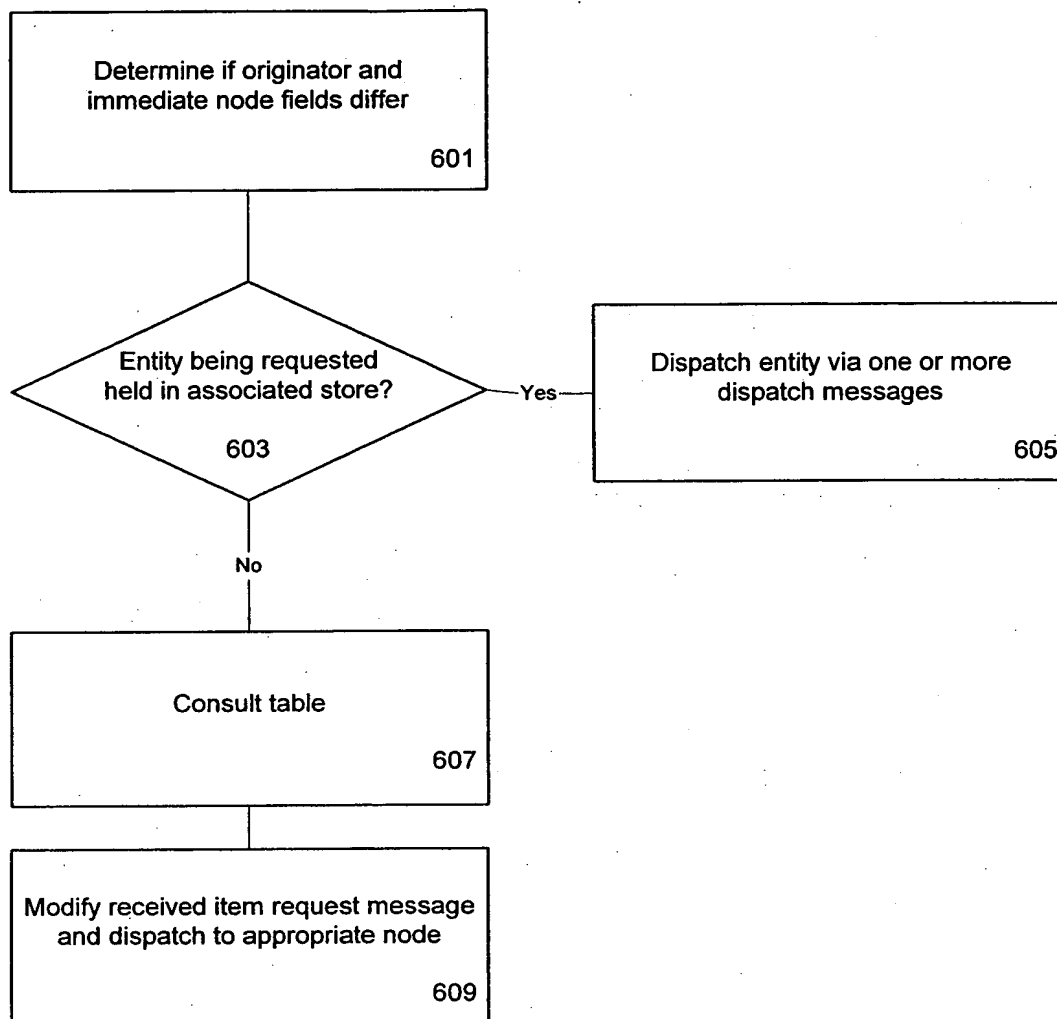 Determine if originator and
immediate node fields differ
601
Entity being requested
held in associated store?
603
Yes
Dispatch entity via one or more
dispatch messages
605
No
Consult table
607
Modify received item request message
and dispatch to appropriate node
609